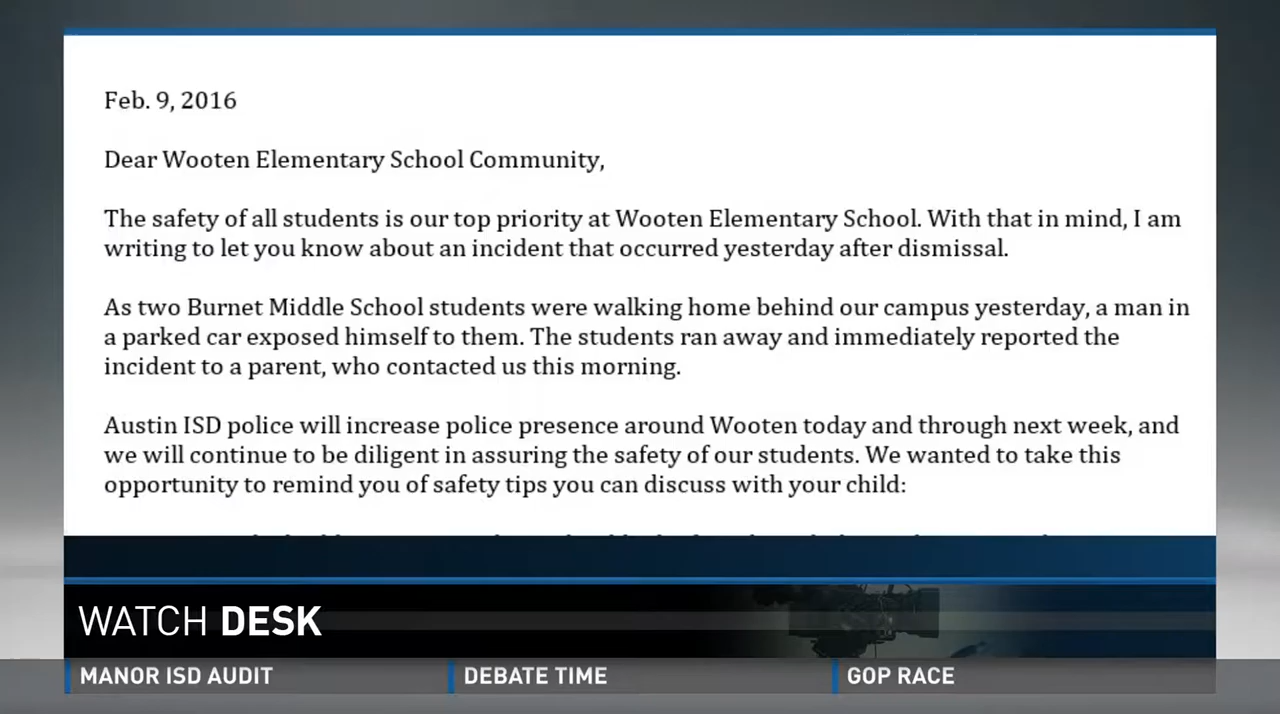 Feb. 9, 2016
Dear Wooten Elementary School Community,
The safety of all students is our top priority at Wooten Elementary School. With that in mind, I am
writing to let you know about an incident that occurred yesterday after dismissal.
As two Burnet Middle School students were walking home behind our campus yesterday, a man in
a parked car exposed himself to them. The students ran away and immediately reported the
incident to a parent, who contacted us this morning.
Austin ISD police will increase police presence around Wooten today and through next week, and
we will continue to be diligent in assuring the safety of our students. We wanted to take this
opportunity to remind you of safety tips you can discuss with your child:
WATCH DESK
MANOR ISD AUDIT
DEBATE TIME
GOP RACE